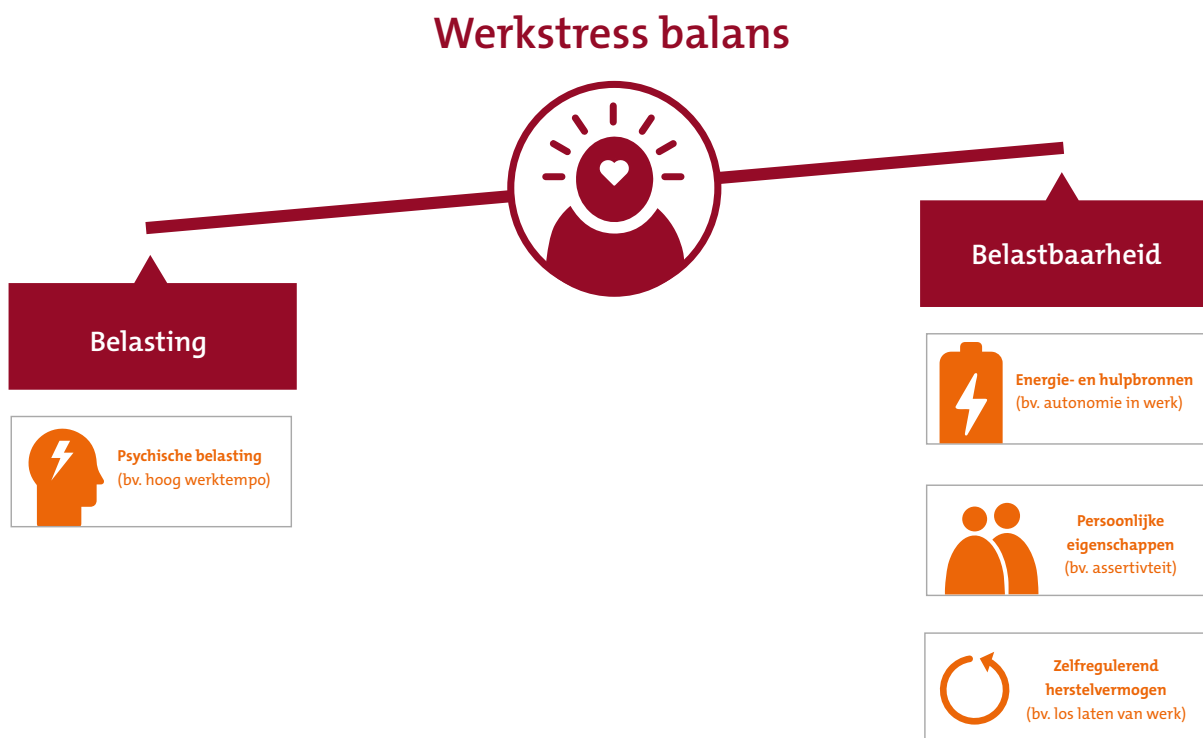 Werkstress balans
Belasting
Psychische belasting
(bv. hoog werktempo)
Belastbaarheid
Energie- en hulpbronnen
(bv. autonomie in werk)
Persoonlijke
eigenschappen
(bv. assertivteit)
Zelfregulerend
herstelvermogen
(bv. los laten van werk)